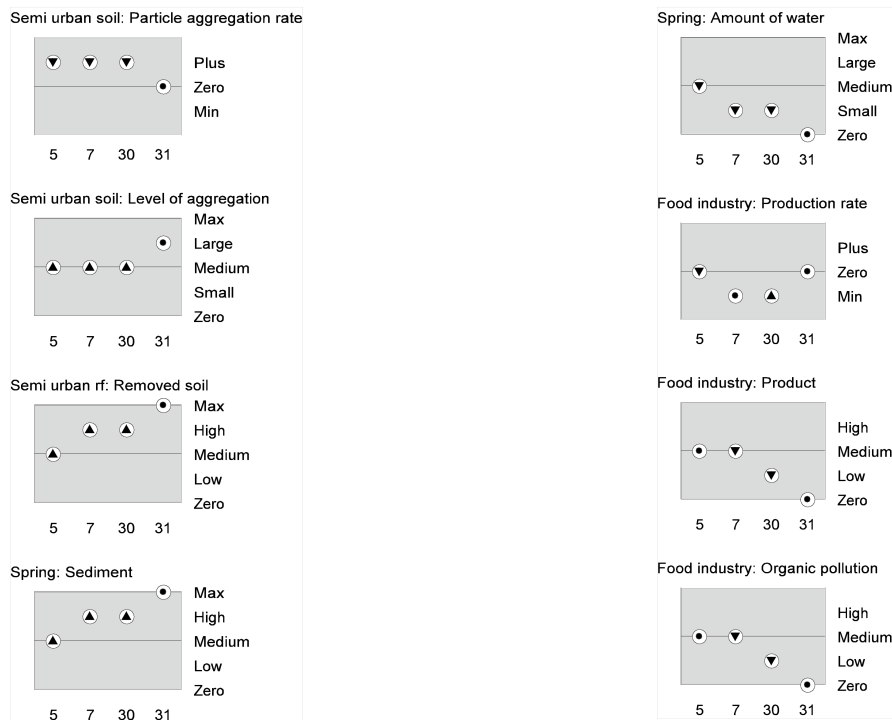 Semi urban soil: Particle aggregation rate
Plus
Zero
Min
5 7 30 31
Semi urban soil: Level of aggregation
Max
Large
Medium
Small
Zero
5 7 30 31
Semi urban rf: Removed soil
Max
High
Medium
Low
Zero
5 7 30 31
Spring: Sediment
Max
High
Medium
Low
Zero
5 7 30 31
Spring: Amount of water
Max
Large
Medium
Small
Zero
5 7 30 31
Food industry: Production rate
Plus
Zero
Min
5 7 30 31
Food industry: Product
High
Medium
Low
Zero
5 7 30 31
Food industry: Organic pollution
High
Medium
Low
Zero
5 7 30 31